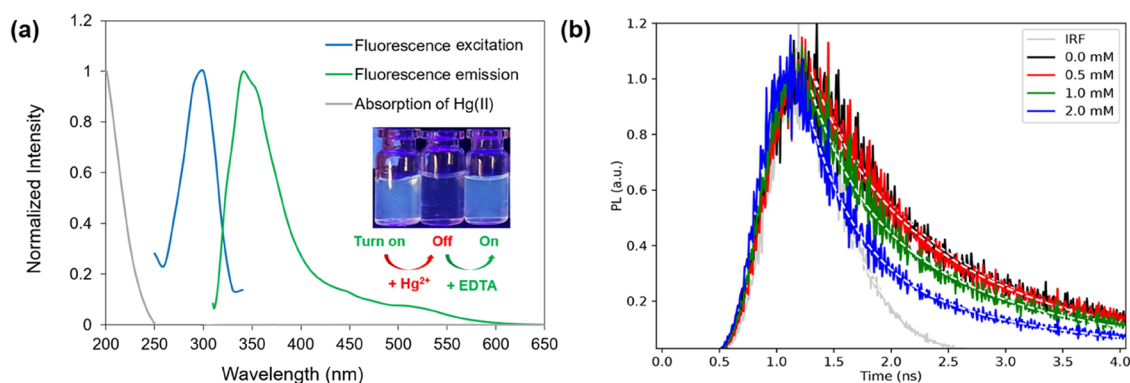 (a)
1.2
1
0.8
0.6
0.4
0.2
0
Normalized Intensity
Fluorescence excitation
Fluorescence emission
Absorption of Hg(II)
Turn on Off On
+ Hg²⁺ + EDTA
200 250 300 350 400 450 500 550 600 650
Wavelength (nm)
(b)
1.2
1.0
0.8
0.6
0.4
0.2
PL (a.u.)
IRF
0.0 mM
0.5 mM
1.0 mM
2.0 mM
0.0 0.5 1.0 1.5 2.0 2.5 3.0 3.5 4.0
Time (ns)